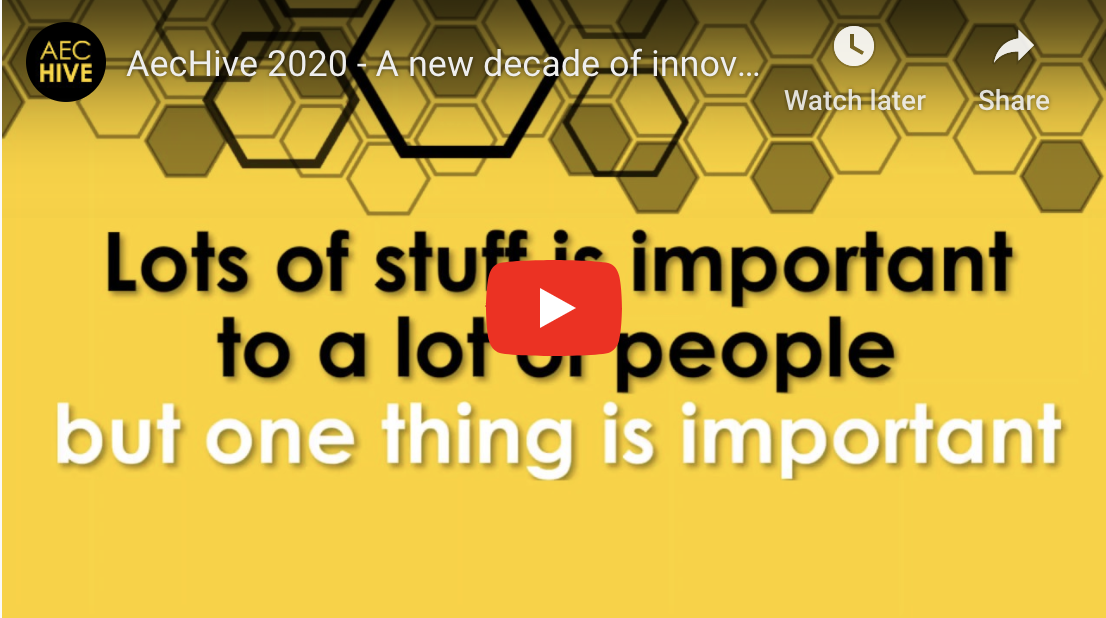 AEC
HIVE
AecHive 2020 - A new decade of innov...
Watch later
Share
Lots of stuff is important
to a lot of people
but one thing is important